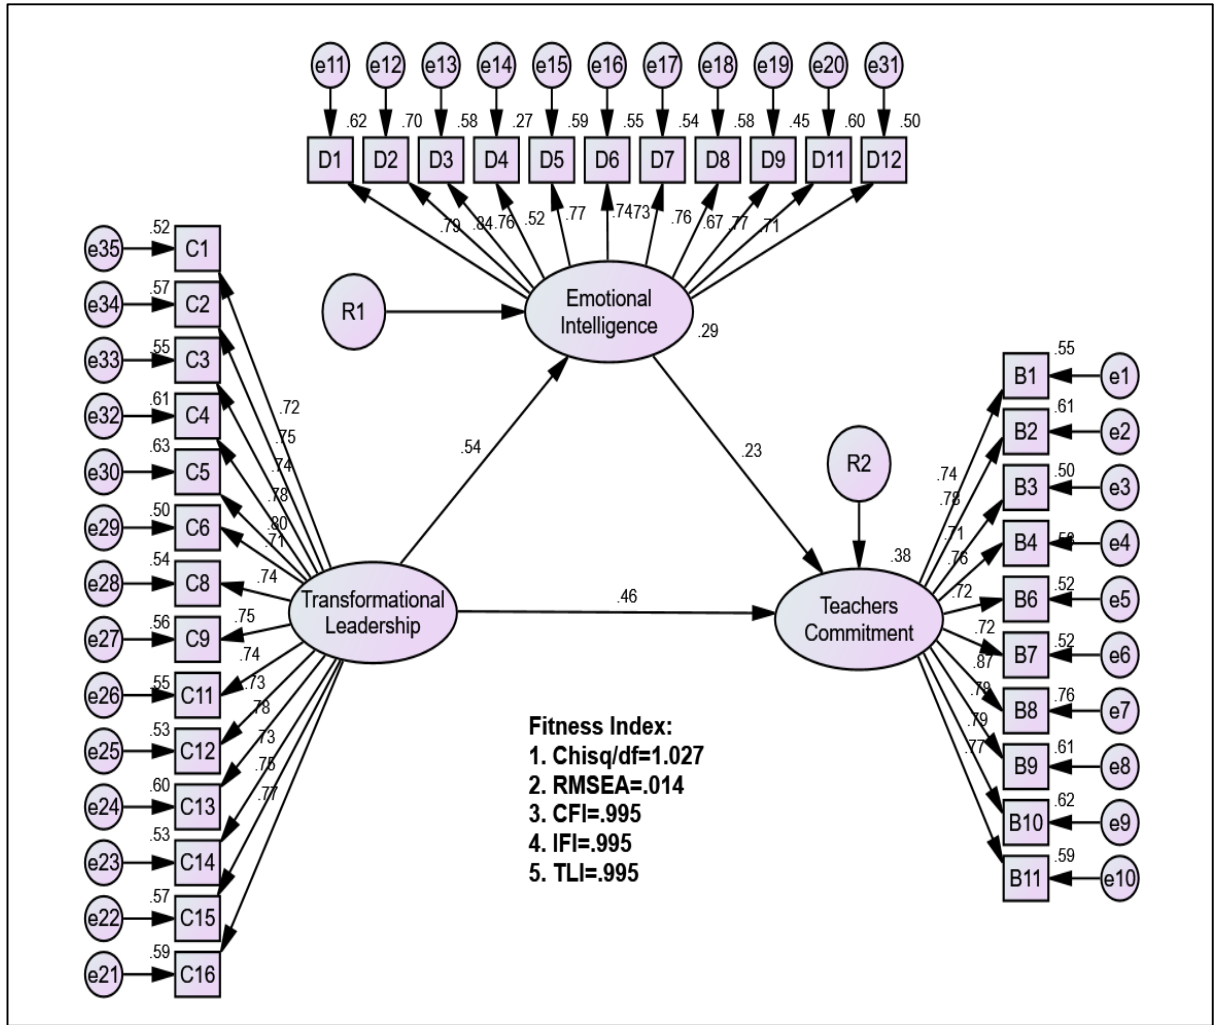 e11 e12 e13 e14 e15 e16 e17 e18 e19 e20 e31
.62 .70 .58 .27 .59 .55 .54 .58 .45 .60 .50
D1 D2 D3 D4 D5 D6 D7 D8 D9 D11 D12
.79 .84 .76 .52 .77 .74 .73 .76 .67 .77 .71
Emotional
Intelligence
R1
.29
e35 .52 C1
e34 .57 C2
e33 .55 C3
e32 .61 C4
e30 .63 C5
e29 .50 C6
e28 .54 C8
e27 .56 C9
e26 .55 C11
e25 .53 C12
e24 .60 C13
e23 .53 C14
e22 .57 C15
e21 .59 C16
.72
.75
.74
.78
.80
.71
.74
.75
.74
.73
.78
.73
.75
.77
Transformational
Leadership
.54
.23
.46
R2
.38
Teachers
Commitment
.74
.78
.71
.76
.72
.72
.87
.78
.79
.77
B1 .55 e1
B2 .61 e2
B3 .50 e3
B4 e4
B6 .52 e5
B7 .52 e6
B8 .76 e7
B9 .61 e8
B10 .62 e9
B11 .59 e10
Fitness Index:
1. Chisq/df=1.027
2. RMSEA=.014
3. CFI=.995
4. IFI=.995
5. TLI=.995